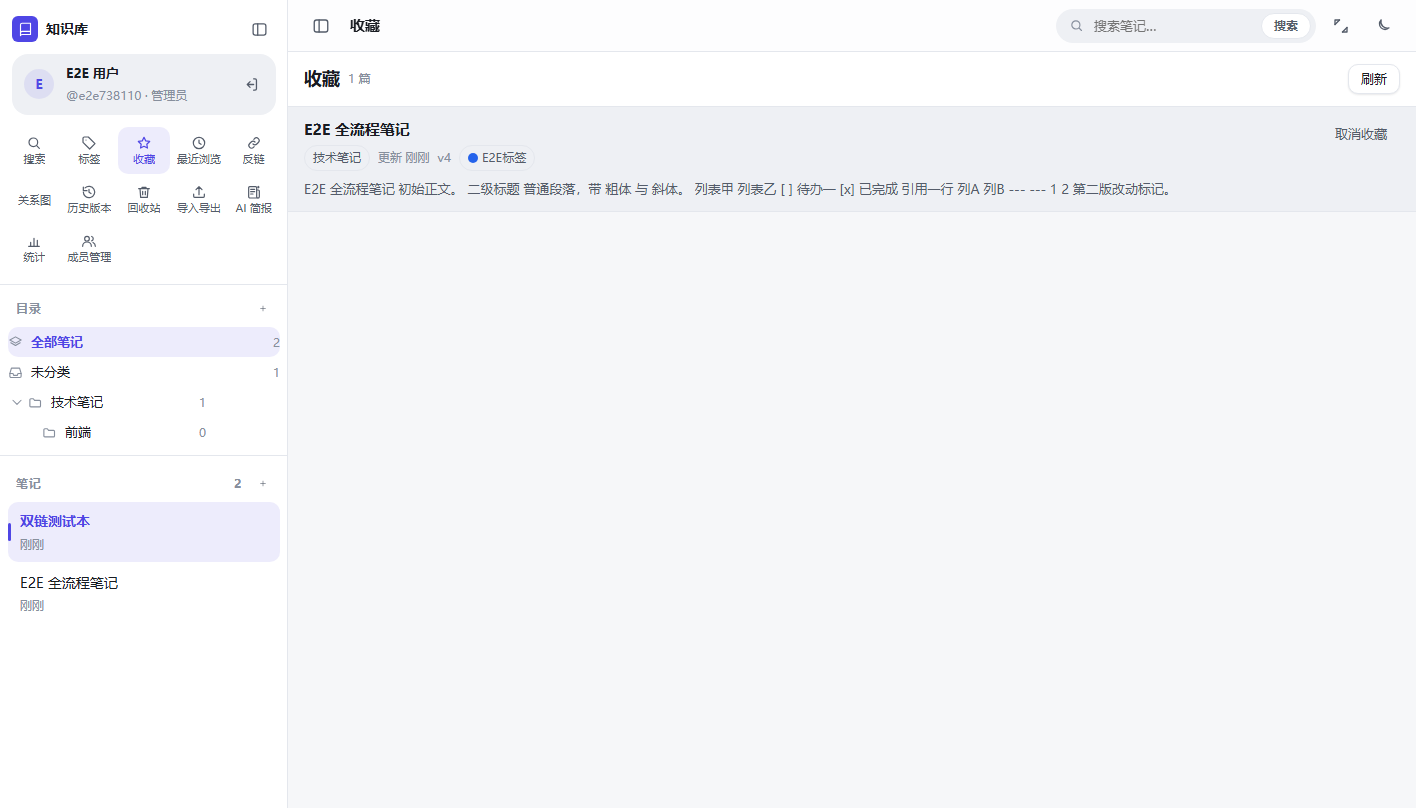 知识库
E
E2E 用户
@e2e738110 · 管理员
搜索
标签
收藏
最近浏览
反链
关系图
历史版本
回收站
导入导出
AI 简报
统计
成员管理
目录 +
全部笔记 2
未分类 1
技术笔记 1
前端 0
笔记 2 +
双链测试本
刚刚
E2E 全流程笔记
刚刚
收藏
搜索笔记...
搜索
收藏 1 篇
刷新
E2E 全流程笔记
取消收藏
技术笔记 更新 刚刚 v4 E2E标签
E2E 全流程笔记 初始正文。 二级标题 普通段落，带 粗体 与 斜体。 列表甲 列表乙 [ ] 待办一 [x] 已完成 引用一行 列A 列B --- --- 1 2 第二版改动标记。